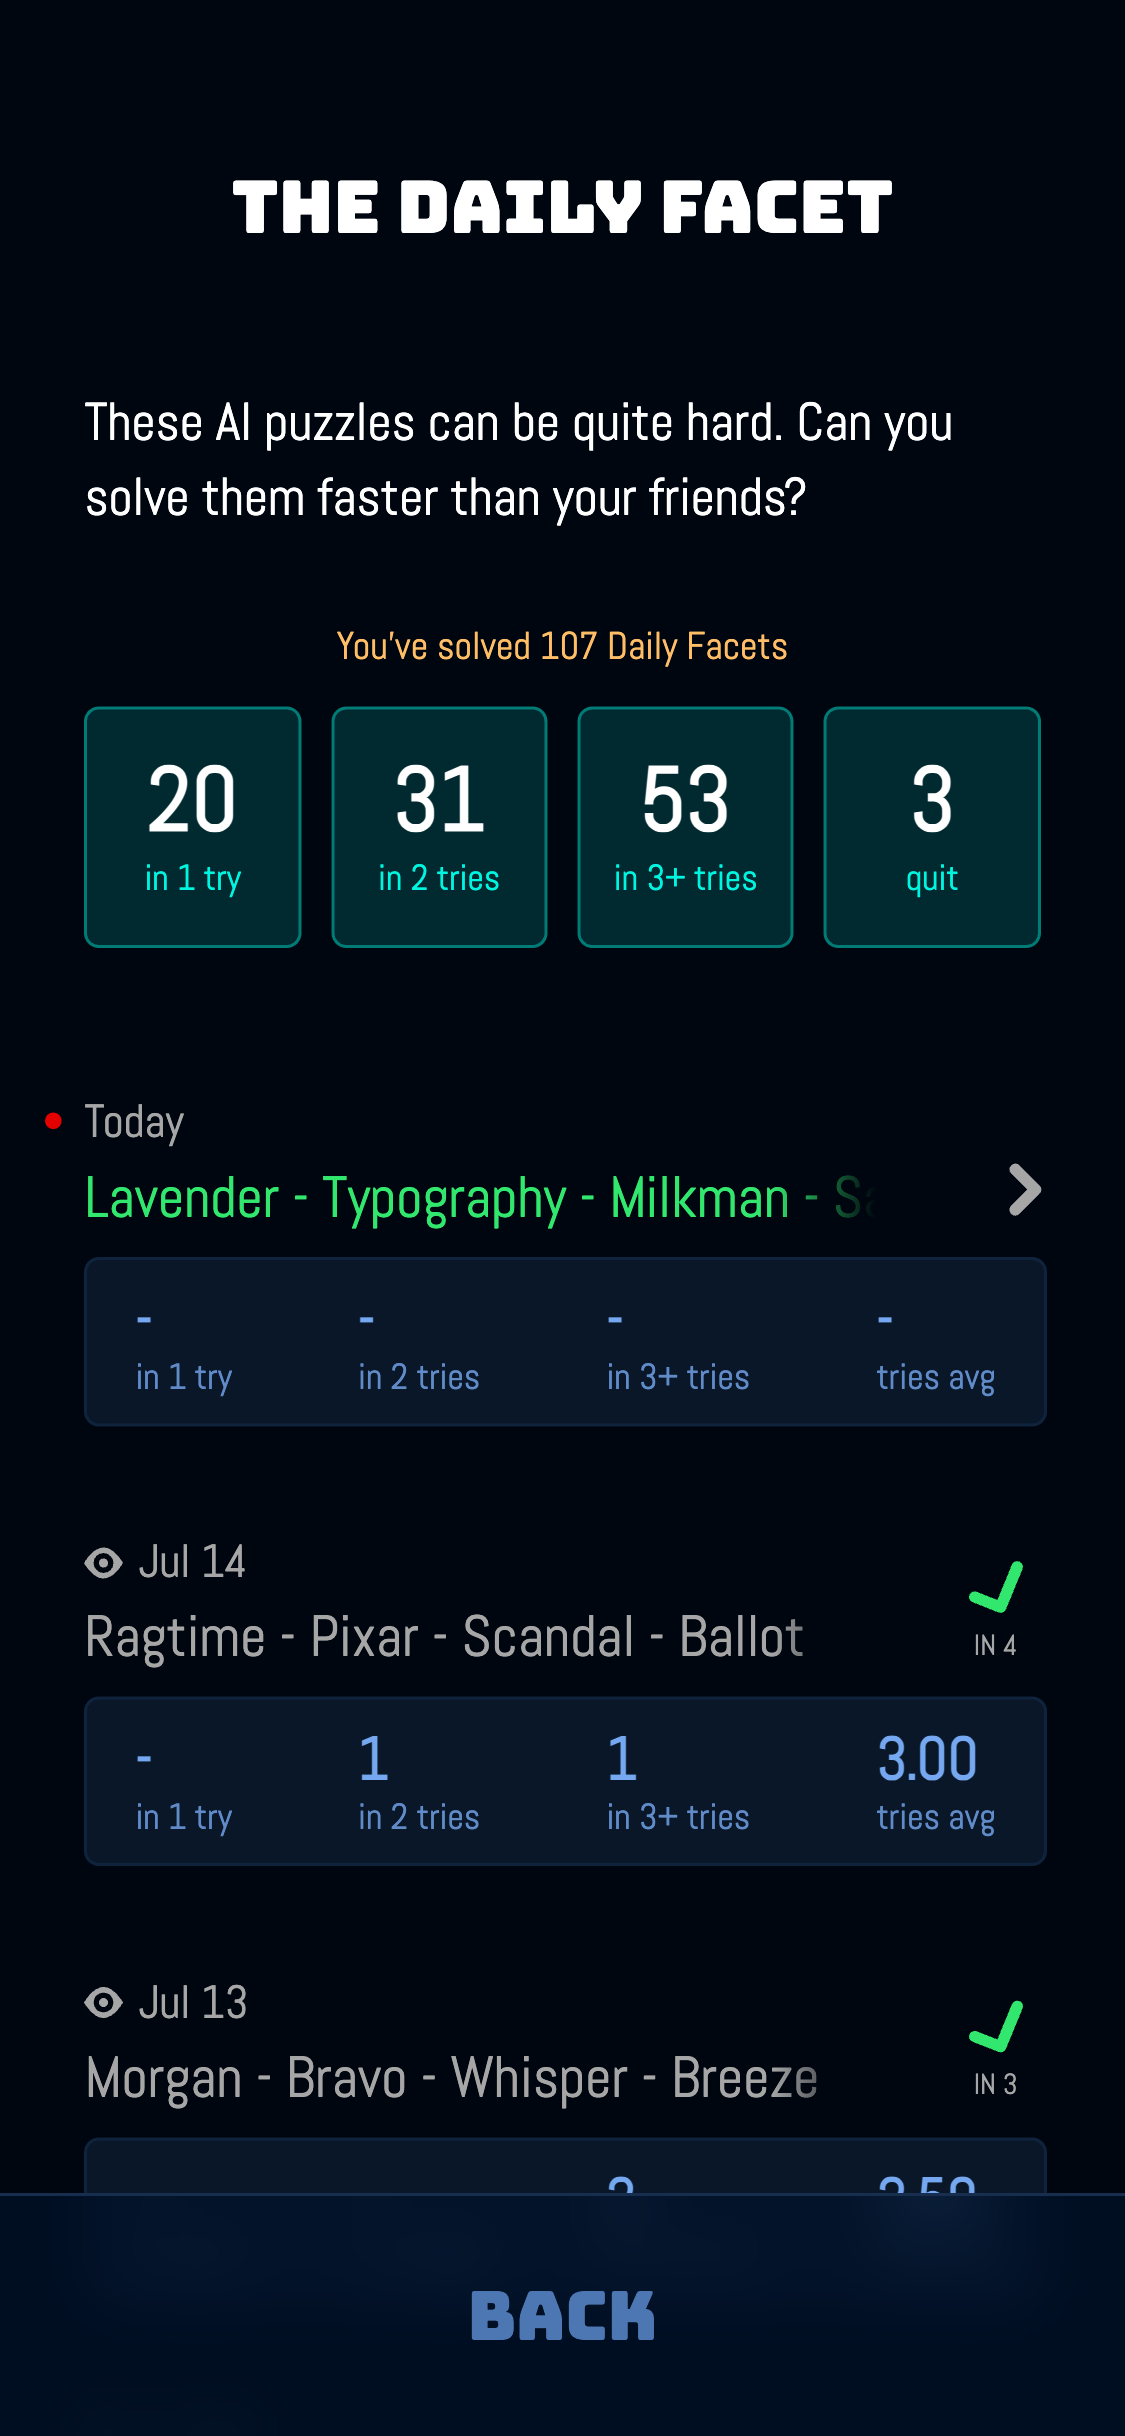 THE DAILY FACET
These AI puzzles can be quite hard. Can you
solve them faster than your friends?
You've solved 107 Daily Facets
20 31 53 3
in 1 try in 2 tries in 3+ tries quit
Today
Lavender - Typography - Milkman -
- - - -
in 1 try in 2 tries in 3+ tries tries avg
Jul 14
Ragtime - Pixar - Scandal - Ballot
IN 4
- 1 1 3.00
in 1 try in 2 tries in 3+ tries tries avg
Jul 13
Morgan - Bravo - Whisper - Breeze
IN 3
BACK